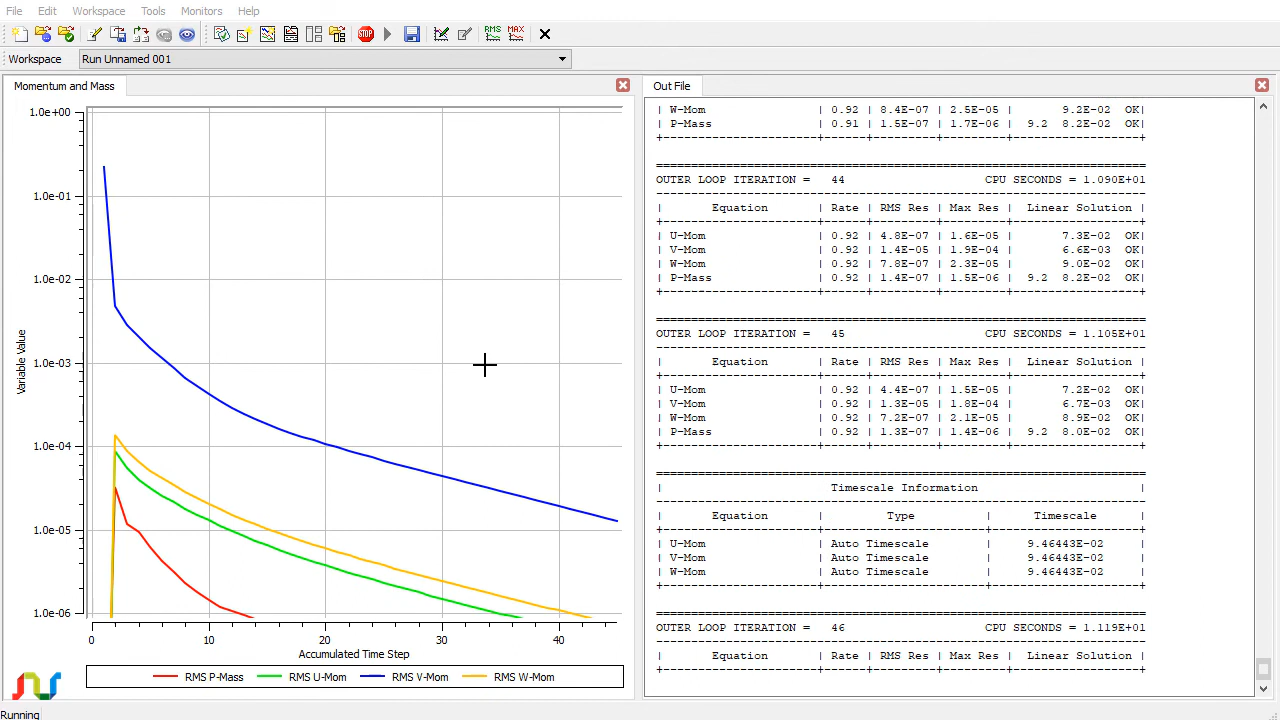 File Edit Workspace Tools Monitors Help
STOP RMS MAX
Workspace Run Unnamed 001
Momentum and Mass
1.0e+00
1.0e-01
1.0e-02
1.0e-03
1.0e-04
1.0e-05
1.0e-06
Variable Value
0 10 20 30 40
Accumulated Time Step
RMS P-Mass RMS U-Mom RMS V-Mom RMS W-Mom
Out File
| W-Mom | 0.92 | 8.4E-07 | 2.5E-05 | 9.2E-02 OK|
| P-Mass | 0.91 | 1.5E-07 | 1.7E-06 | 9.2 8.2E-02 OK|
+----------------------+------+---------+---------+------------------+
======================================================================
OUTER LOOP ITERATION = 44 CPU SECONDS = 1.090E+01
----------------------------------------------------------------------
| Equation | Rate | RMS Res | Max Res | Linear Solution |
+----------------------+------+---------+---------+------------------+
| U-Mom | 0.92 | 4.8E-07 | 1.6E-05 | 7.3E-02 OK|
| V-Mom | 0.92 | 1.4E-05 | 1.9E-04 | 6.6E-03 OK|
| W-Mom | 0.92 | 7.8E-07 | 2.3E-05 | 9.0E-02 OK|
| P-Mass | 0.92 | 1.4E-07 | 1.5E-06 | 9.2 8.2E-02 OK|
+----------------------+------+---------+---------+------------------+
======================================================================
OUTER LOOP ITERATION = 45 CPU SECONDS = 1.105E+01
----------------------------------------------------------------------
| Equation | Rate | RMS Res | Max Res | Linear Solution |
+----------------------+------+---------+---------+------------------+
| U-Mom | 0.92 | 4.4E-07 | 1.5E-05 | 7.2E-02 OK|
| V-Mom | 0.92 | 1.3E-05 | 1.8E-04 | 6.7E-03 OK|
| W-Mom | 0.92 | 7.2E-07 | 2.1E-05 | 8.9E-02 OK|
| P-Mass | 0.92 | 1.3E-07 | 1.4E-06 | 9.2 8.0E-02 OK|
+----------------------+------+---------+---------+------------------+
======================================================================
| Timescale Information |
----------------------------------------------------------------------
| Equation | Type | Timescale |
+----------------------+-----------------------+---------------------+
| U-Mom | Auto Timescale | 9.46443E-02 |
| V-Mom | Auto Timescale | 9.46443E-02 |
| W-Mom | Auto Timescale | 9.46443E-02 |
+----------------------+-----------------------+---------------------+
======================================================================
OUTER LOOP ITERATION = 46 CPU SECONDS = 1.119E+01
----------------------------------------------------------------------
| Equation | Rate | RMS Res | Max Res | Linear Solution |
+----------------------+------+---------+---------+------------------+
Running